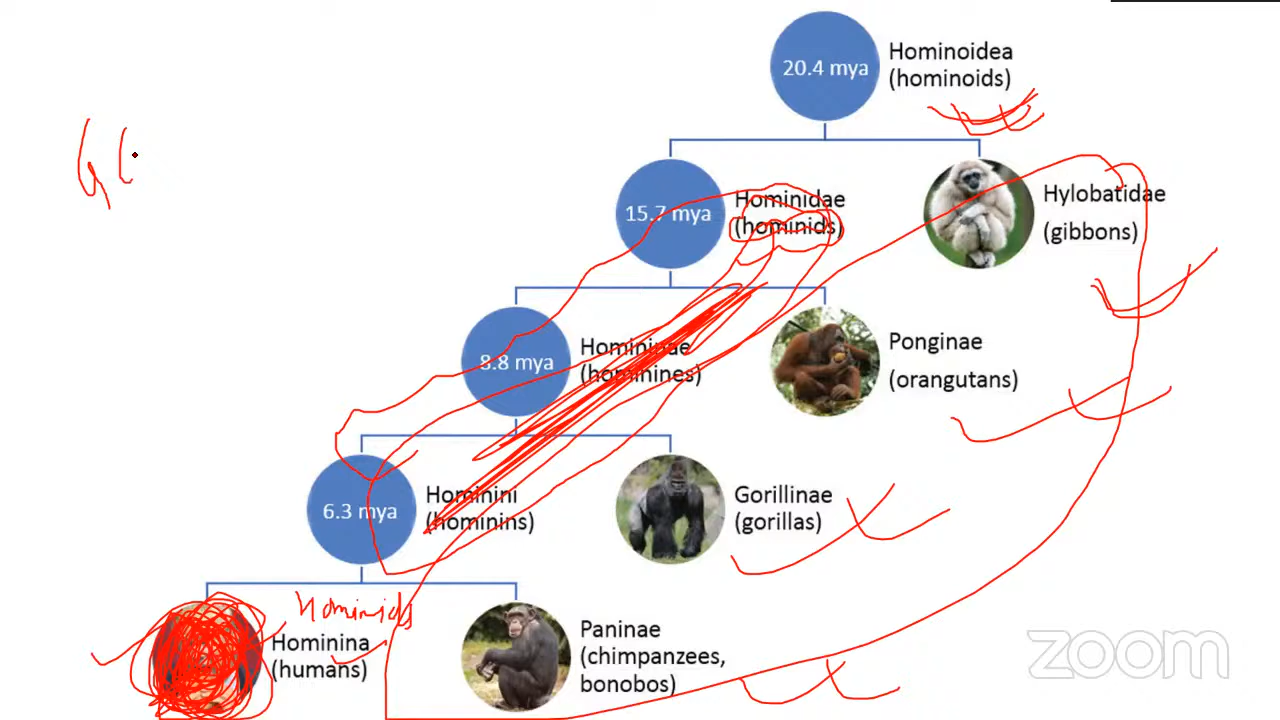 20.4 mya
Hominoidea
(hominoids)
15.7 mya
Hominidae
(hominids)
Hylobatidae
(gibbons)
8.8 mya
Homininae
(hominines)
Ponginae
(orangutans)
6.3 mya
Hominini
(hominins)
Gorillinae
(gorillas)
Hominids
Hominina
(humans)
Paninae
(chimpanzees,
bonobos)
zoom